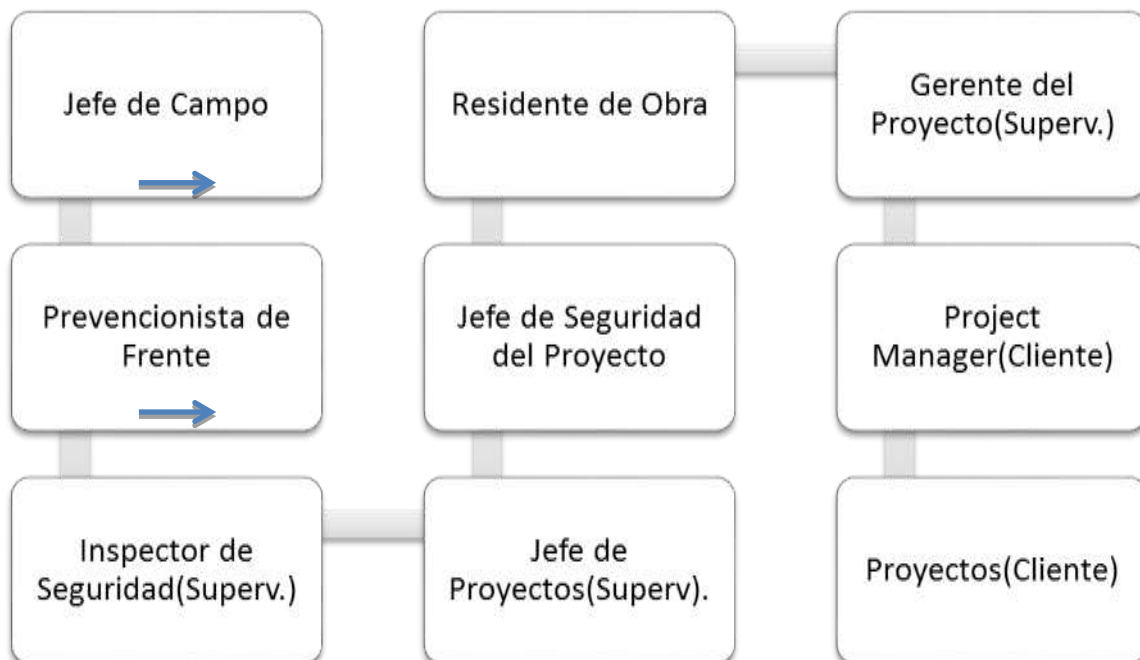 Jefe de Campo
Prevencionista de
Frente
Inspector de
Seguridad(Superv.)
Jefe de
Proyectos(Superv).
Jefe de Seguridad
del Proyecto
Residente de Obra
Gerente del
Proyecto(Superv.)
Project
Manager(Cliente)
Proyectos(Cliente)